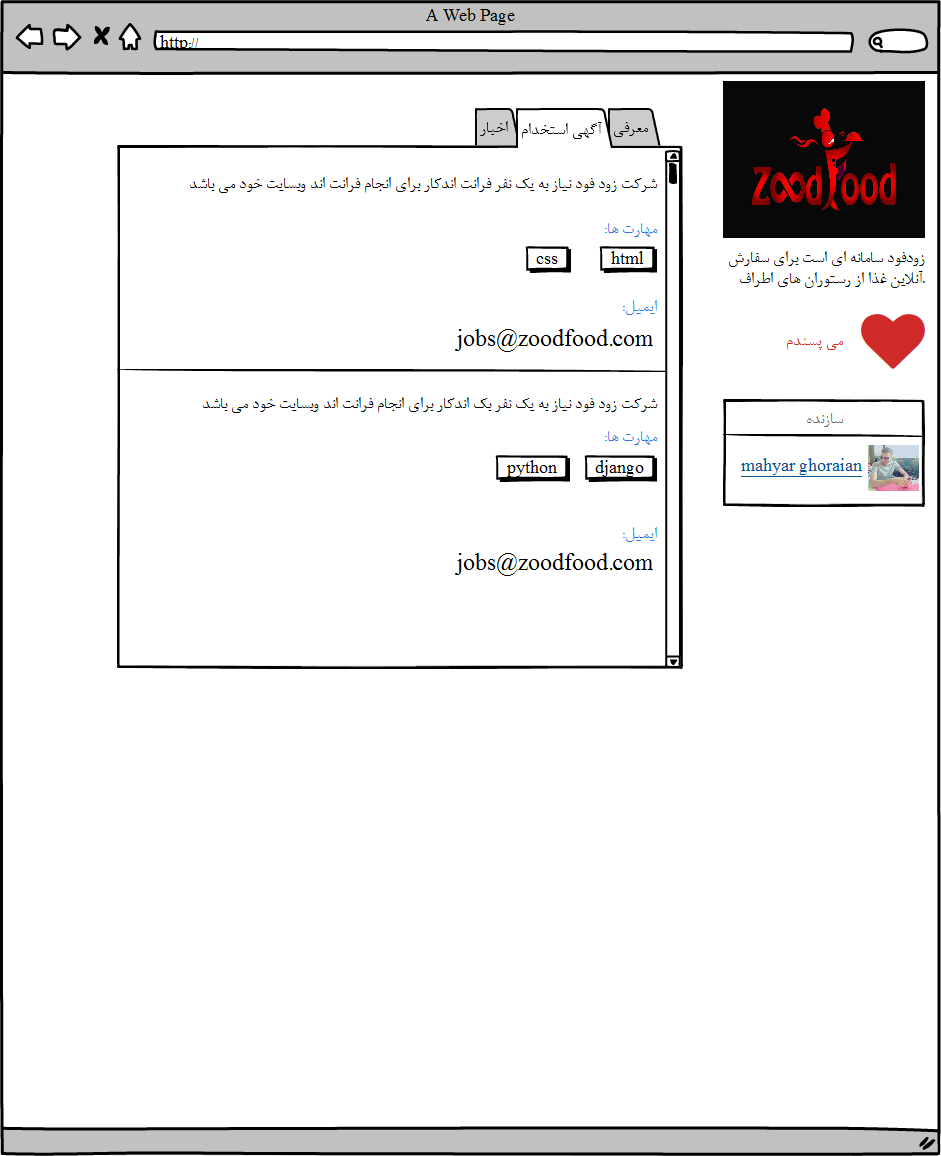 A Web Page
http://
معرفی
آگهی استخدام
اخبار
شرکت زود فود نیاز به یک نفر فرانت اندکار برای انجام فرانت اند وبسایت خود می باشد
مهارت ها:
html
css
ایمیل:
jobs@zoodfood.com
شرکت زود فود نیاز به یک نفر بک اندکار برای انجام فرانت اند وبسایت خود می باشد
مهارت ها:
django
python
ایمیل:
jobs@zoodfood.com
ZoodFood
زودفود سامانه ای است برای سفارش
آنلاین غذا از رستوران های اطراف.
می پسندم
سازنده
mahyar ghoraian